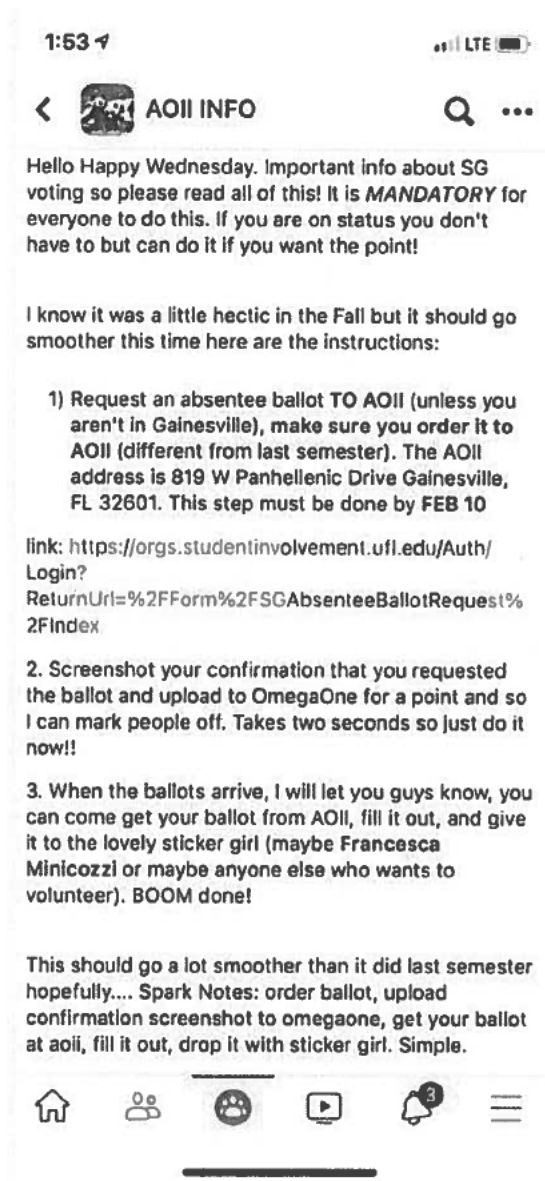 1:53
LTE
AOII INFO
Hello Happy Wednesday. Important info about SG
voting so please read all of this! It is MANDATORY for
everyone to do this. If you are on status you don't
have to but can do it if you want the point!
I know it was a little hectic in the Fall but it should go
smoother this time here are the instructions:
1) Request an absentee ballot TO AOII (unless you
aren't in Gainesville), make sure you order it to
AOII (different from last semester). The AOII
address is 819 W Panhellenic Drive Gainesville,
FL 32601. This step must be done by FEB 10
link: https://orgs.studentinvolvement.ufl.edu/Auth/
Login?
ReturnUrl=%2FForm%2FSGAbsenteeBallotRequest%
2FIndex
2. Screenshot your confirmation that you requested
the ballot and upload to OmegaOne for a point and so
I can mark people off. Takes two seconds so just do it
now!!
3. When the ballots arrive, I will let you guys know, you
can come get your ballot from AOII, fill it out, and give
it to the lovely sticker girl (maybe Francesca
Minicozzi or maybe anyone else who wants to
volunteer). BOOM done!
This should go a lot smoother than it did last semester
hopefully.... Spark Notes: order ballot, upload
confirmation screenshot to omegaone, get your ballot
at aoii, fill it out, drop it with sticker girl. Simple.
3